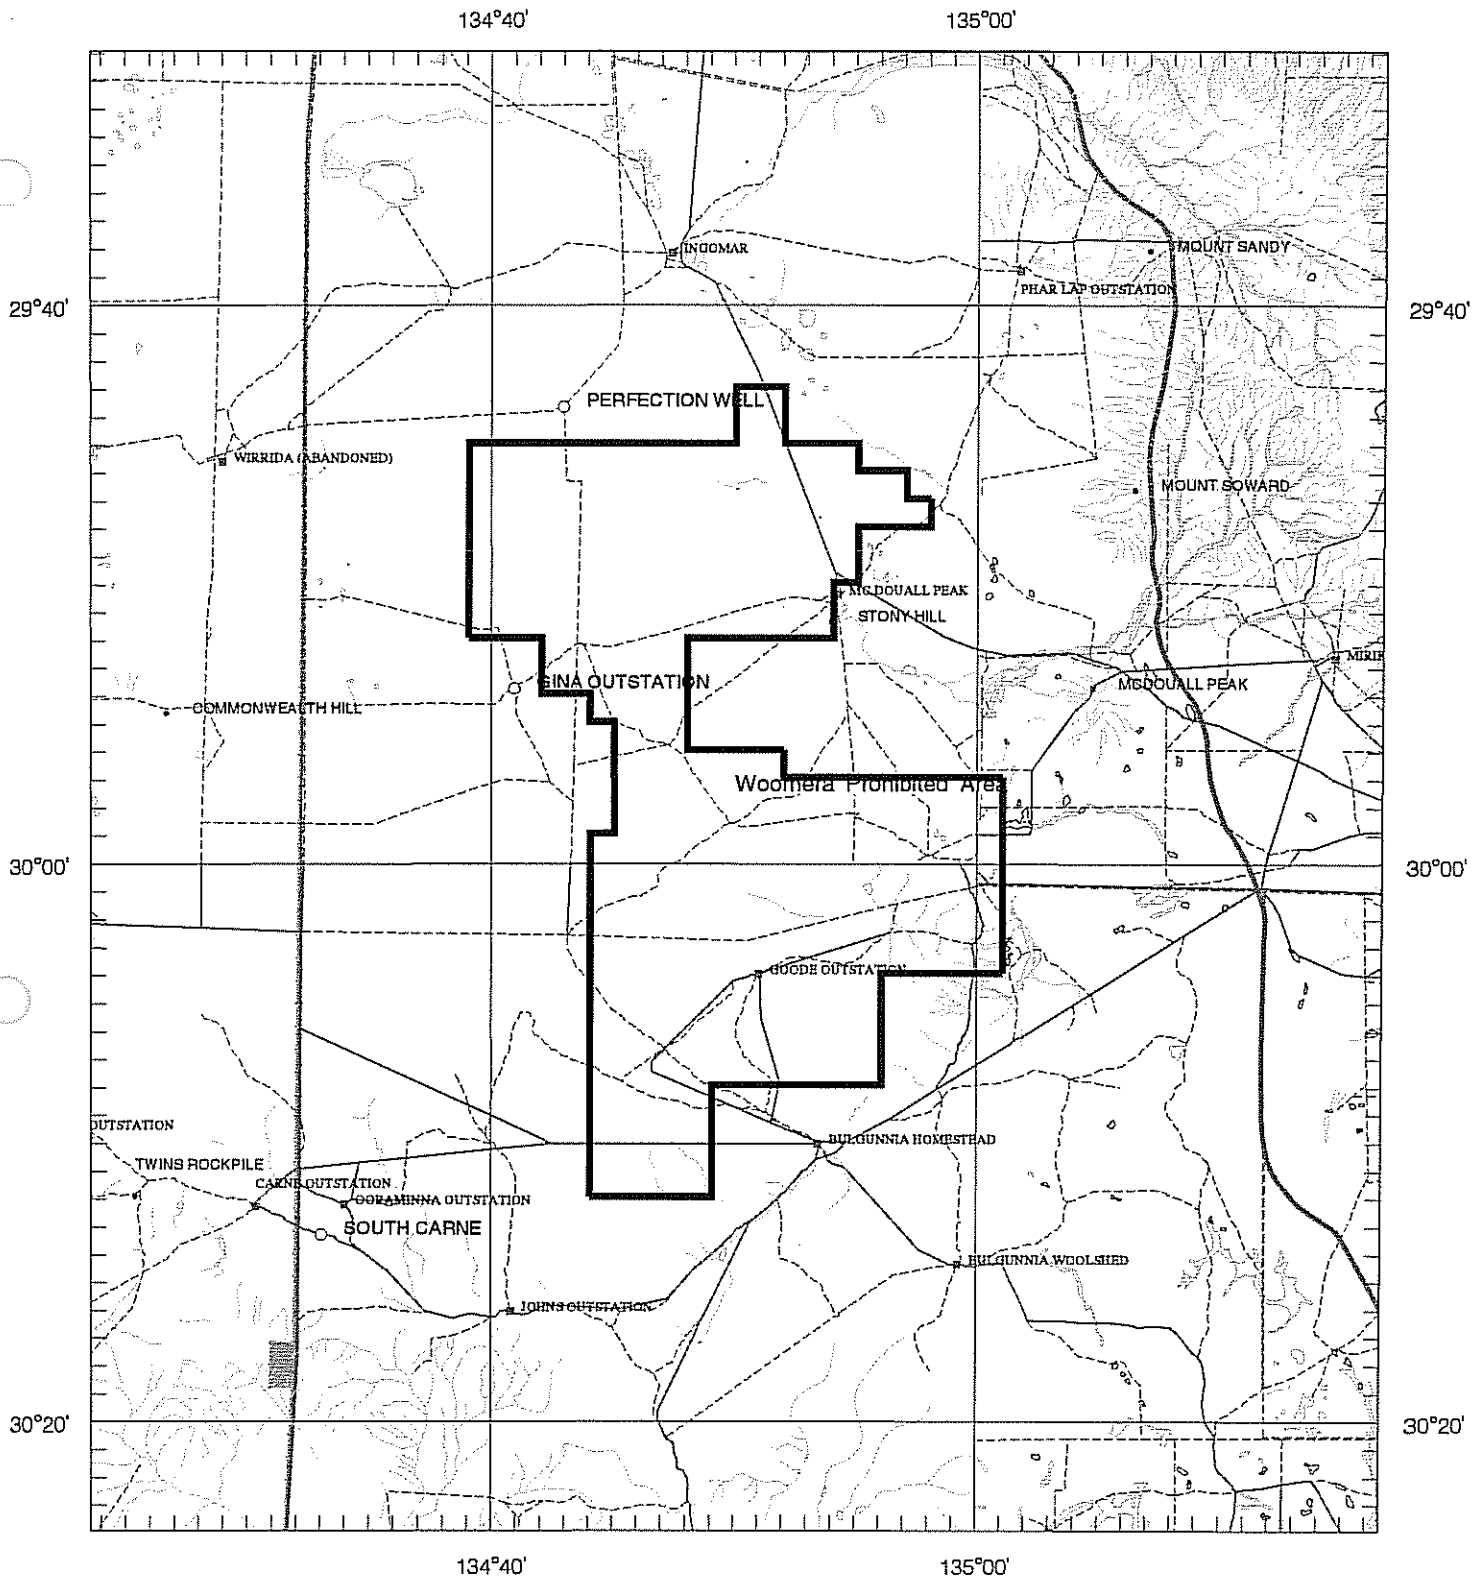 134°40' 135°00'
INGOMAR
MOUNT SANDY
PHAR LAP OUTSTATION
29°40' 29°40'
PERFECTION WELL
WIRRIDA (ABANDONED)
MOUNT SOWARD
MC DOUALL PEAK
STONY HILL
MIRIK
GINA OUTSTATION
MCDOUALL PEAK
COMMONWEALTH HILL
Woomera Prohibited Area
30°00' 30°00'
GOODE OUTSTATION
OUTSTATION
BULGUNNIA HOMESTEAD
TWINS ROCKPILE
CARNE OUTSTATION
OORAMINNA OUTSTATION
SOUTH CARNE
BULGUNNIA WOOLSHED
JOHNS OUTSTATION
30°20' 30°20'
134°40' 135°00'